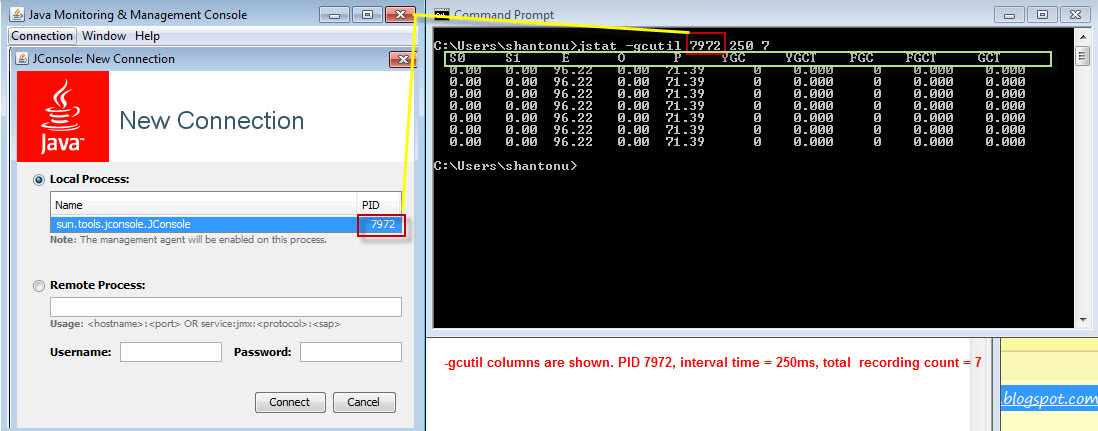 Java Monitoring & Management Console
Connection Window Help
JConsole: New Connection
Java™
New Connection
Local Process:
Name PID
sun.tools.jconsole.JConsole 7972
Note: The management agent will be enabled on this process.
Remote Process:
Usage: <hostname>:<port> OR service:jmx:<protocol>:<sap>
Username: Password:
Connect Cancel
Command Prompt
C:\Users\shantonu>jstat -gcutil 7972 250 7
S0 S1 E O P YGC YGCT FGC FGCT GCT
0.00 0.00 96.22 0.00 71.39 0 0.000 0 0.000 0.000
0.00 0.00 96.22 0.00 71.39 0 0.000 0 0.000 0.000
0.00 0.00 96.22 0.00 71.39 0 0.000 0 0.000 0.000
0.00 0.00 96.22 0.00 71.39 0 0.000 0 0.000 0.000
0.00 0.00 96.22 0.00 71.39 0 0.000 0 0.000 0.000
0.00 0.00 96.22 0.00 71.39 0 0.000 0 0.000 0.000
0.00 0.00 96.22 0.00 71.39 0 0.000 0 0.000 0.000
C:\Users\shantonu>
-gcutil columns are shown. PID 7972, interval time = 250ms, total recording count = 7
.blogspot.com